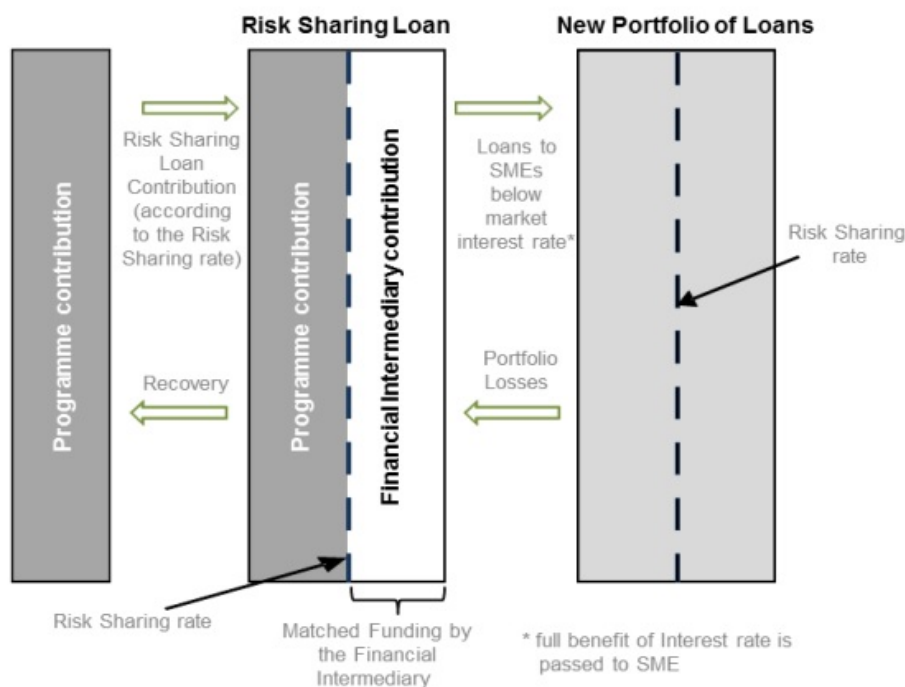 Risk Sharing Loan
New Portfolio of Loans
Programme contribution
Risk Sharing
Loan
Contribution
(according
to the Risk
Sharing rate)
Recovery
Programme contribution
Financial Intermediary contribution
Loans to
SMEs
below
market
interest rate*
Portfolio
Losses
Risk Sharing
rate
Risk Sharing rate
Matched Funding by
the Financial
Intermediary
* full benefit of Interest rate is
passed to SME